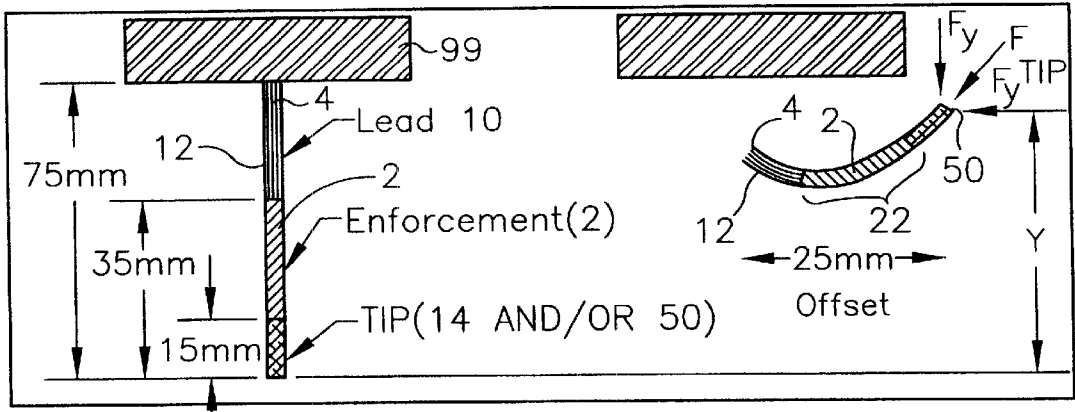 99
4
Lead 10
12
75mm
2
Enforcement(2)
35mm
TIP(14 AND/OR 50)
15mm
Fy
F
Fy TIP
4
2
50
12
22
Y
25mm
Offset